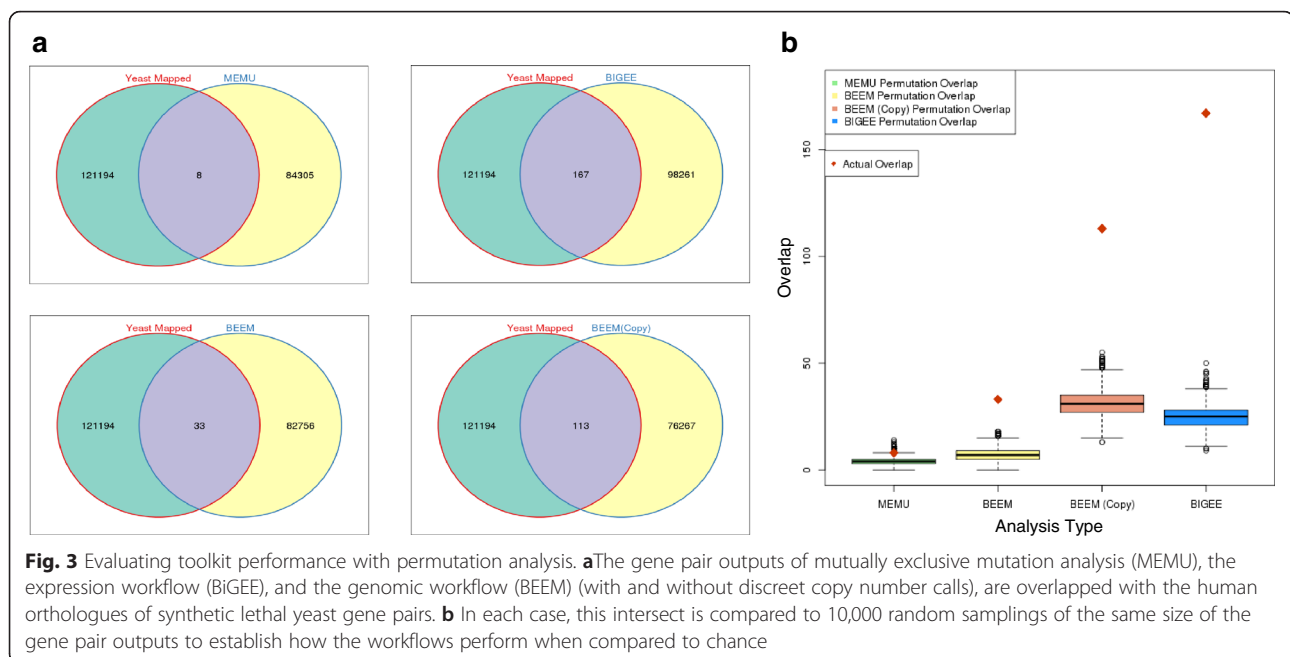 a
Yeast Mapped
MEMU
121194
8
84305
Yeast Mapped
BIGEE
121194
167
98261
Yeast Mapped
BEEM
121194
33
82756
Yeast Mapped
BEEM(Copy)
121194
113
76267
b
MEMU Permutation Overlap
BEEM Permutation Overlap
BEEM (Copy) Permutation Overlap
BIGEE Permutation Overlap
Actual Overlap
150
100
50
0
Overlap
MEMU
BEEM
BEEM (Copy)
BIGEE
Analysis Type
Fig. 3 Evaluating toolkit performance with permutation analysis. aThe gene pair outputs of mutually exclusive mutation analysis (MEMU), the
expression workflow (BiGEE), and the genomic workflow (BEEM) (with and without discreet copy number calls), are overlapped with the human
orthologues of synthetic lethal yeast gene pairs. b In each case, this intersect is compared to 10,000 random samplings of the same size of the
gene pair outputs to establish how the workflows perform when compared to chance